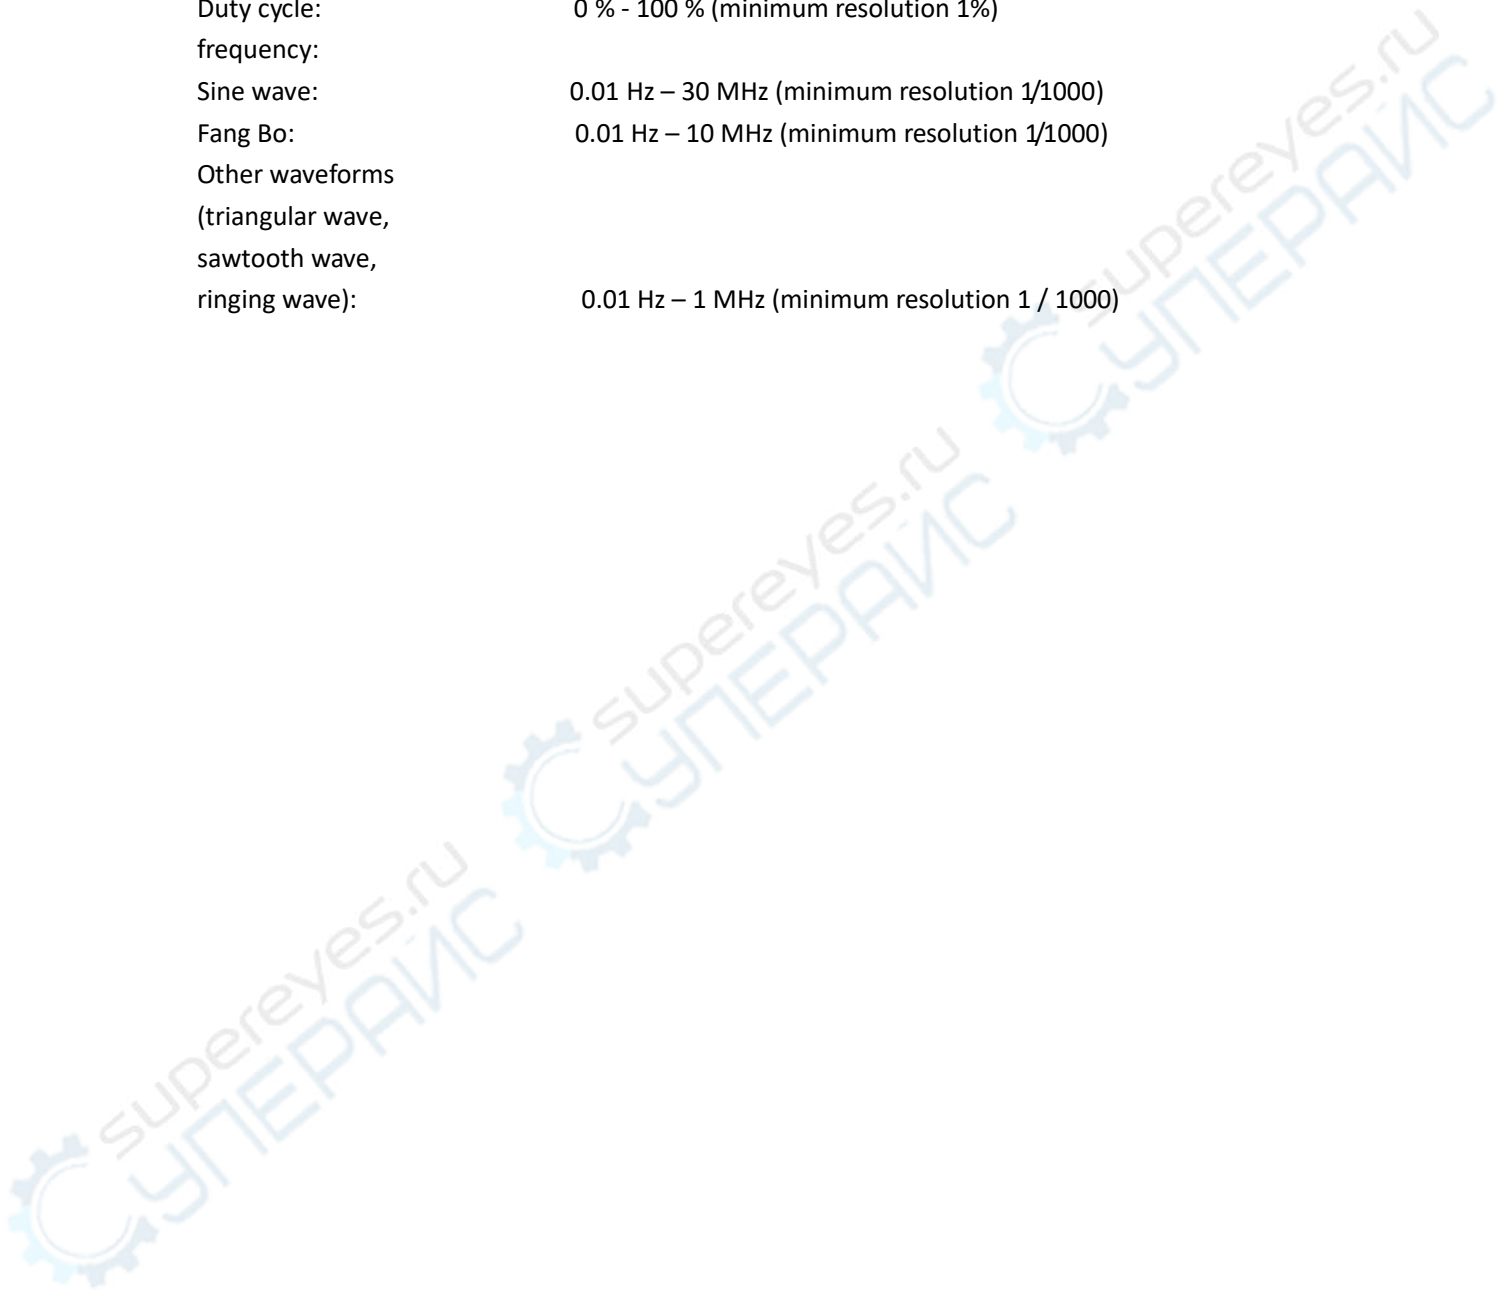 Duty cycle: 0 % - 100 % (minimum resolution 1%)
frequency:
Sine wave: 0.01 Hz – 30 MHz (minimum resolution 1/1000)
Fang Bo: 0.01 Hz – 10 MHz (minimum resolution 1/1000)
Other waveforms
(triangular wave,
sawtooth wave,
ringing wave): 0.01 Hz – 1 MHz (minimum resolution 1 / 1000)
supereyes.ru
СУПЕРАЙС
supereyes.ru
СУПЕРАЙС
supereyes.ru
СУПЕРАЙС